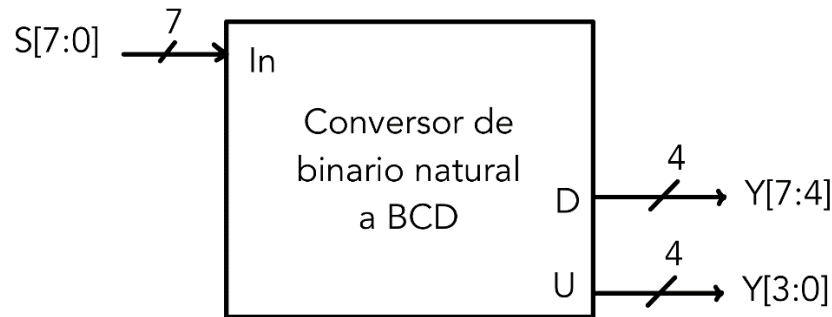 S[7:0]
7
In
Conversor de
binario natural
a BCD
D
4
Y[7:4]
U
4
Y[3:0]